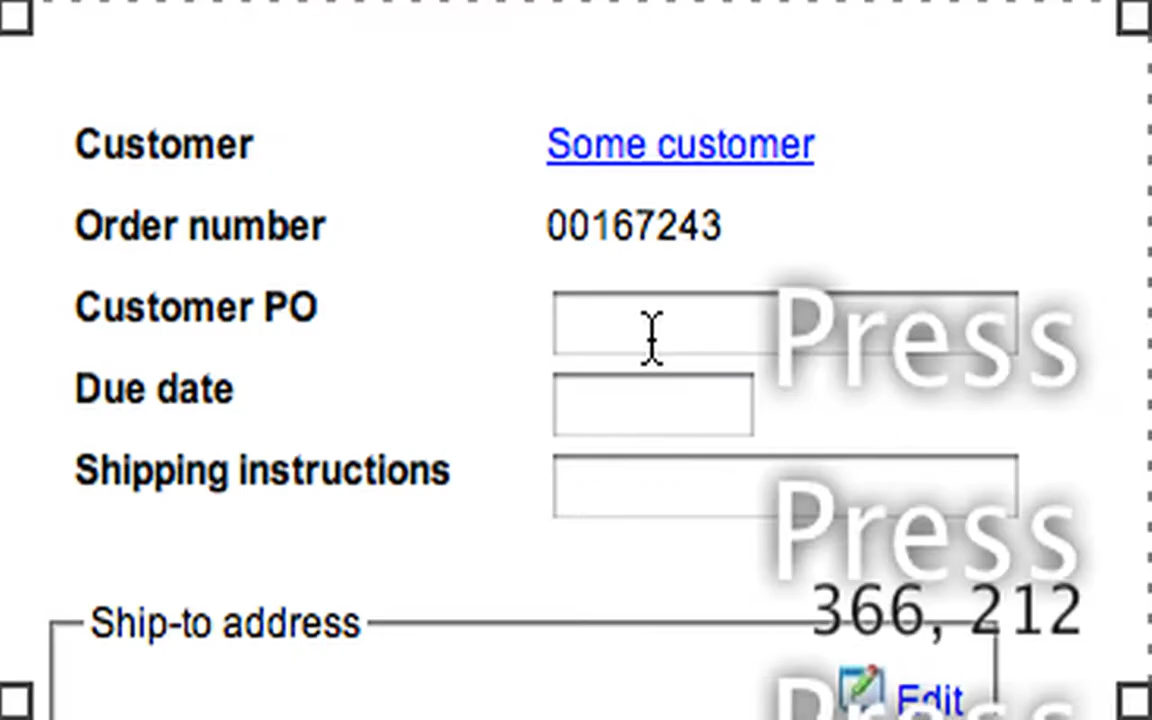 Customer Some customer
Order number 00167243
Customer PO
Press
Due date
Shipping instructions
Press
366, 212
Ship-to address
Edit
Press